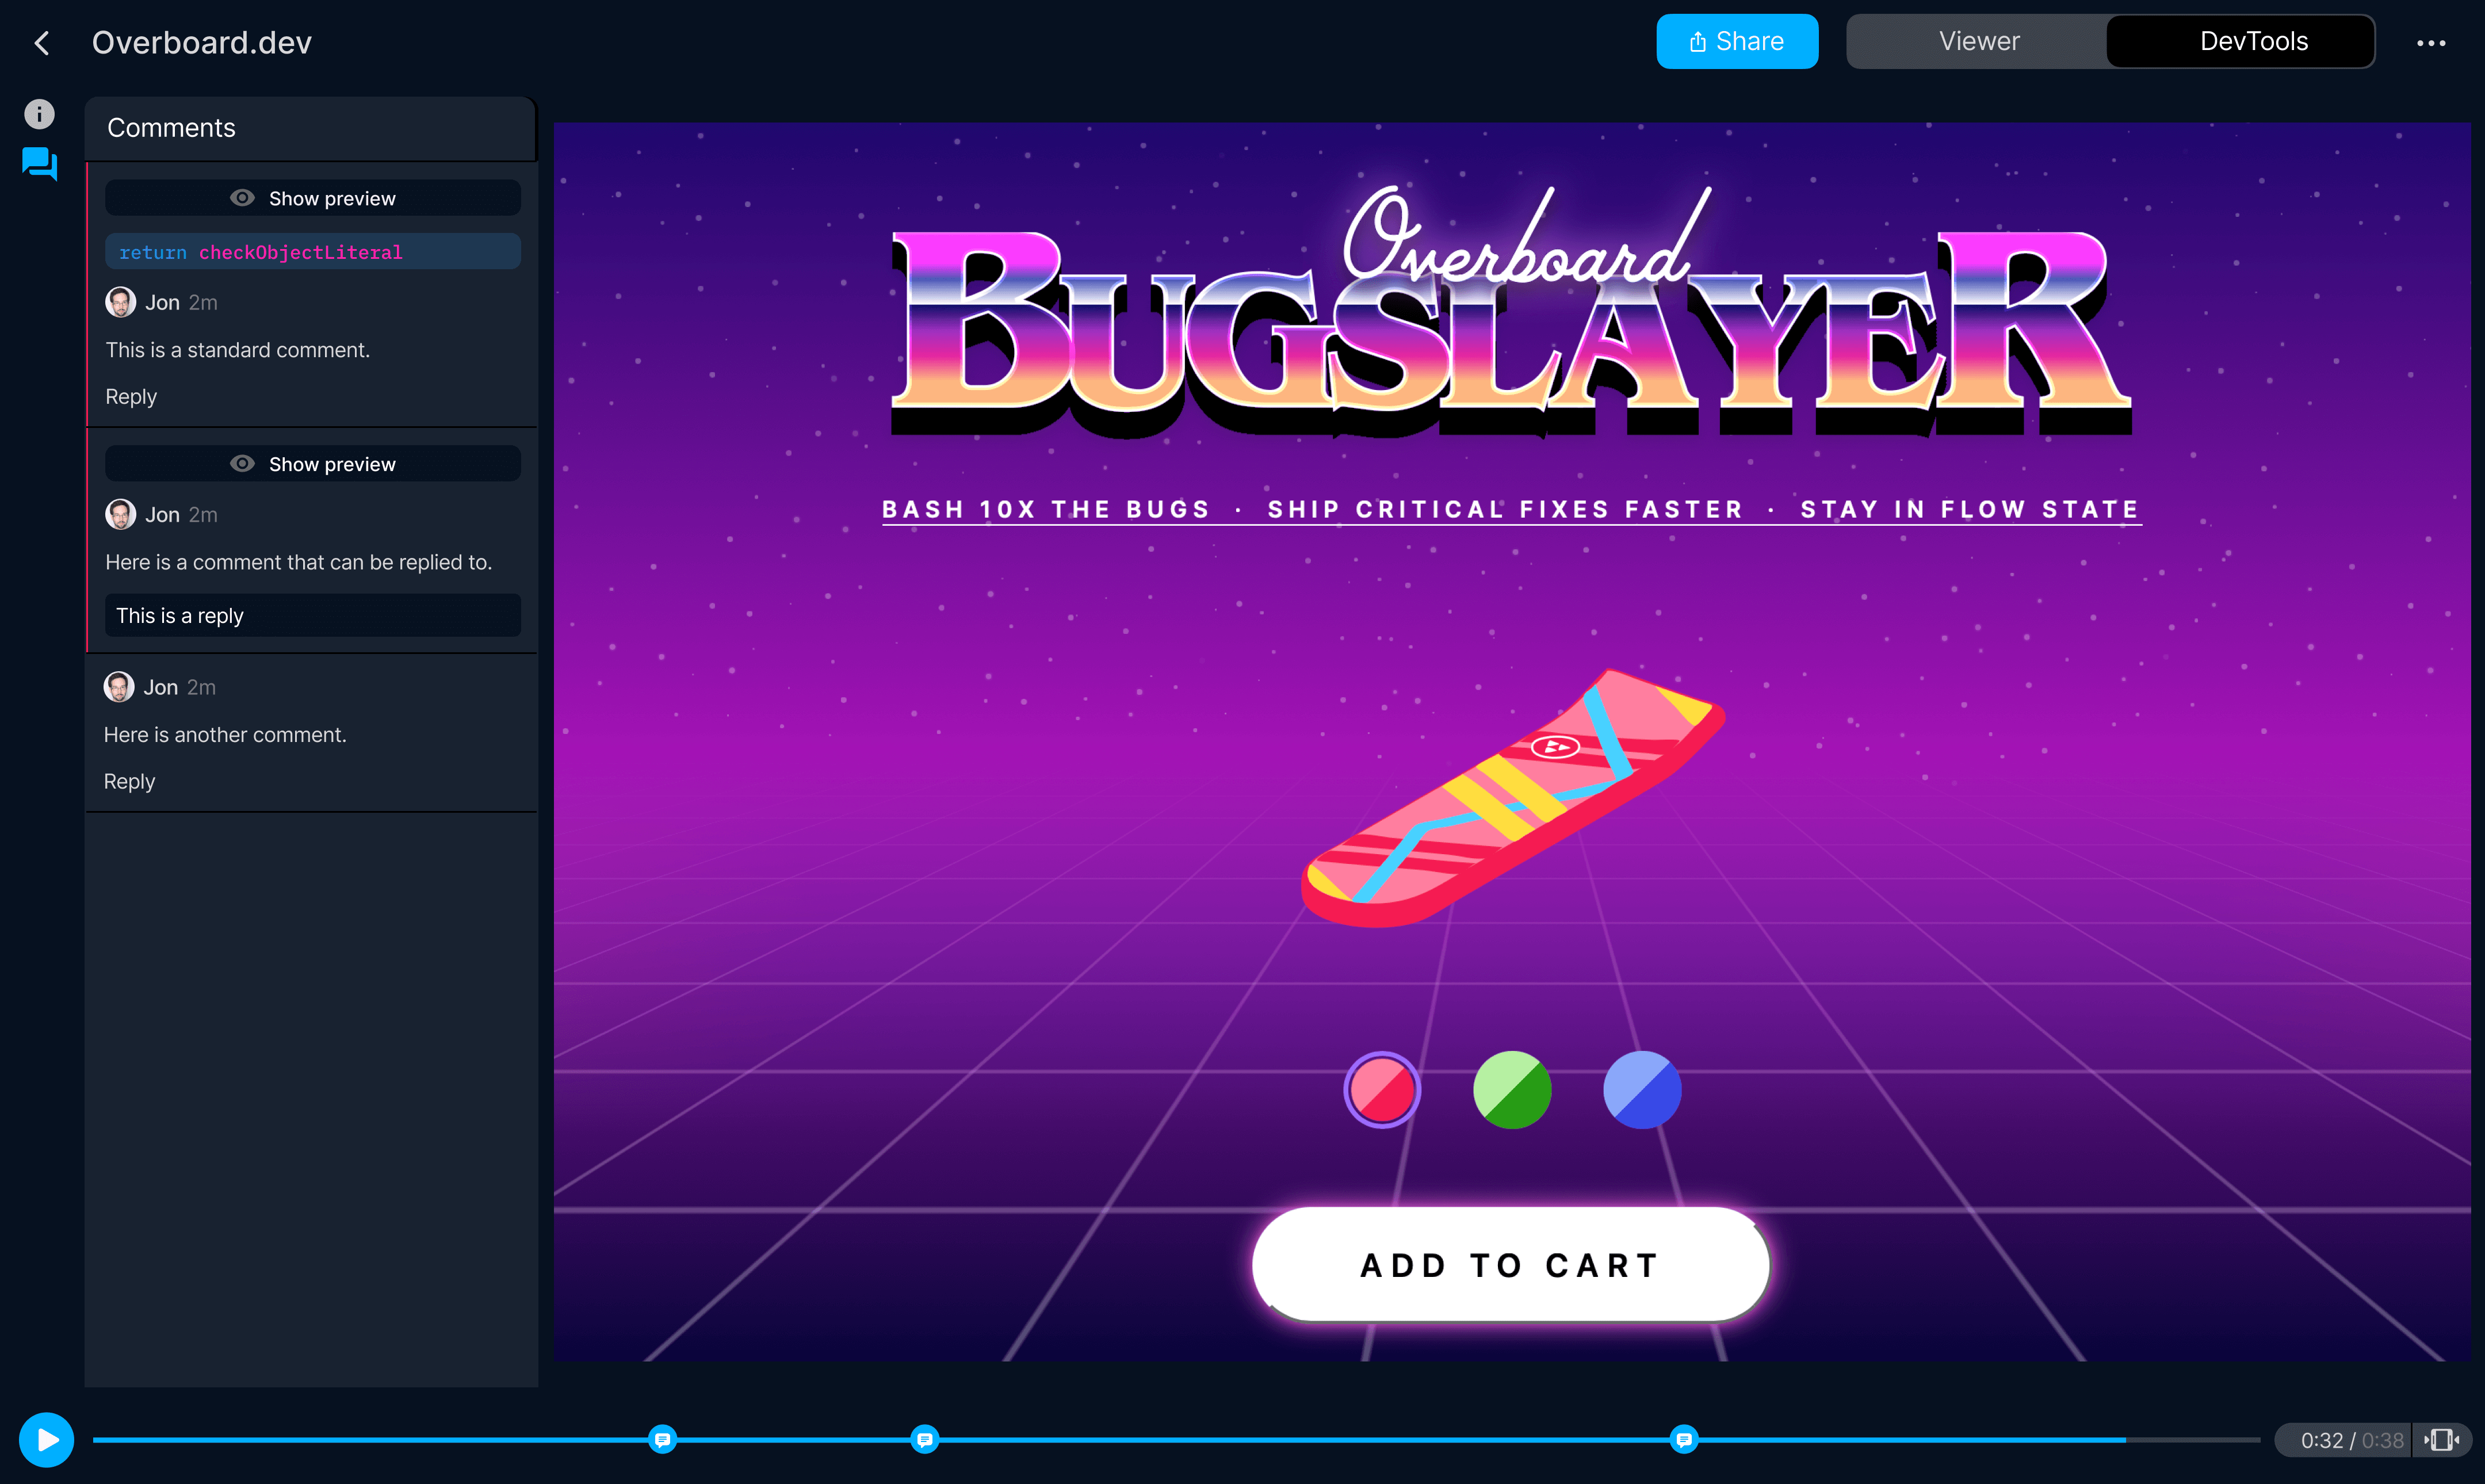 Overboard.dev
Share
Viewer
DevTools
Comments
Show preview
return checkObjectLiteral
Jon 2m
This is a standard comment.
Reply
Show preview
Jon 2m
Here is a comment that can be replied to.
This is a reply
Jon 2m
Here is another comment.
Reply
Overboard
BUGSLAYER
BASH 10X THE BUGS · SHIP CRITICAL FIXES FASTER · STAY IN FLOW STATE
ADD TO CART
0:32 / 0:38